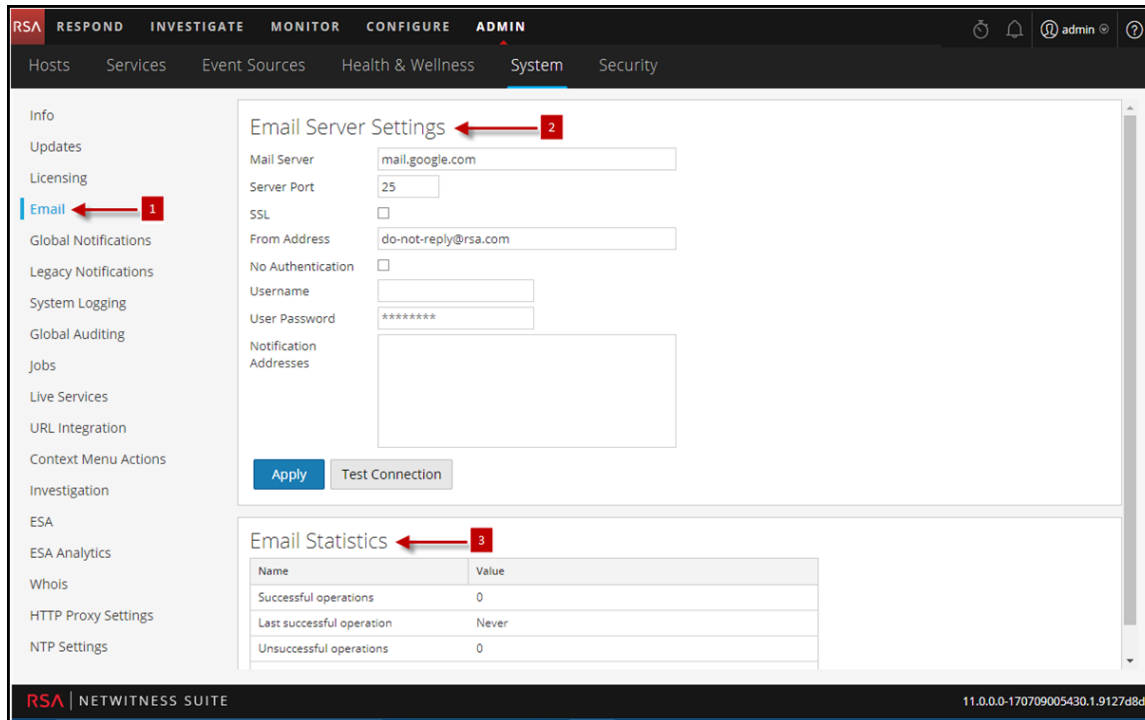 RSA RESPOND INVESTIGATE MONITOR CONFIGURE ADMIN admin
Hosts Services Event Sources Health & Wellness System Security
Info
Updates
Licensing
Email 1
Global Notifications
Legacy Notifications
System Logging
Global Auditing
Jobs
Live Services
URL Integration
Context Menu Actions
Investigation
ESA
ESA Analytics
Whois
HTTP Proxy Settings
NTP Settings
Email Server Settings 2
Mail Server mail.google.com
Server Port 25
SSL
From Address do-not-reply@rsa.com
No Authentication
Username
User Password ********
Notification
Addresses
Apply Test Connection
Email Statistics 3
Name Value
Successful operations 0
Last successful operation Never
Unsuccessful operations 0
RSA | NETWITNESS SUITE 11.0.0.0-170709005430.1.9127d8d